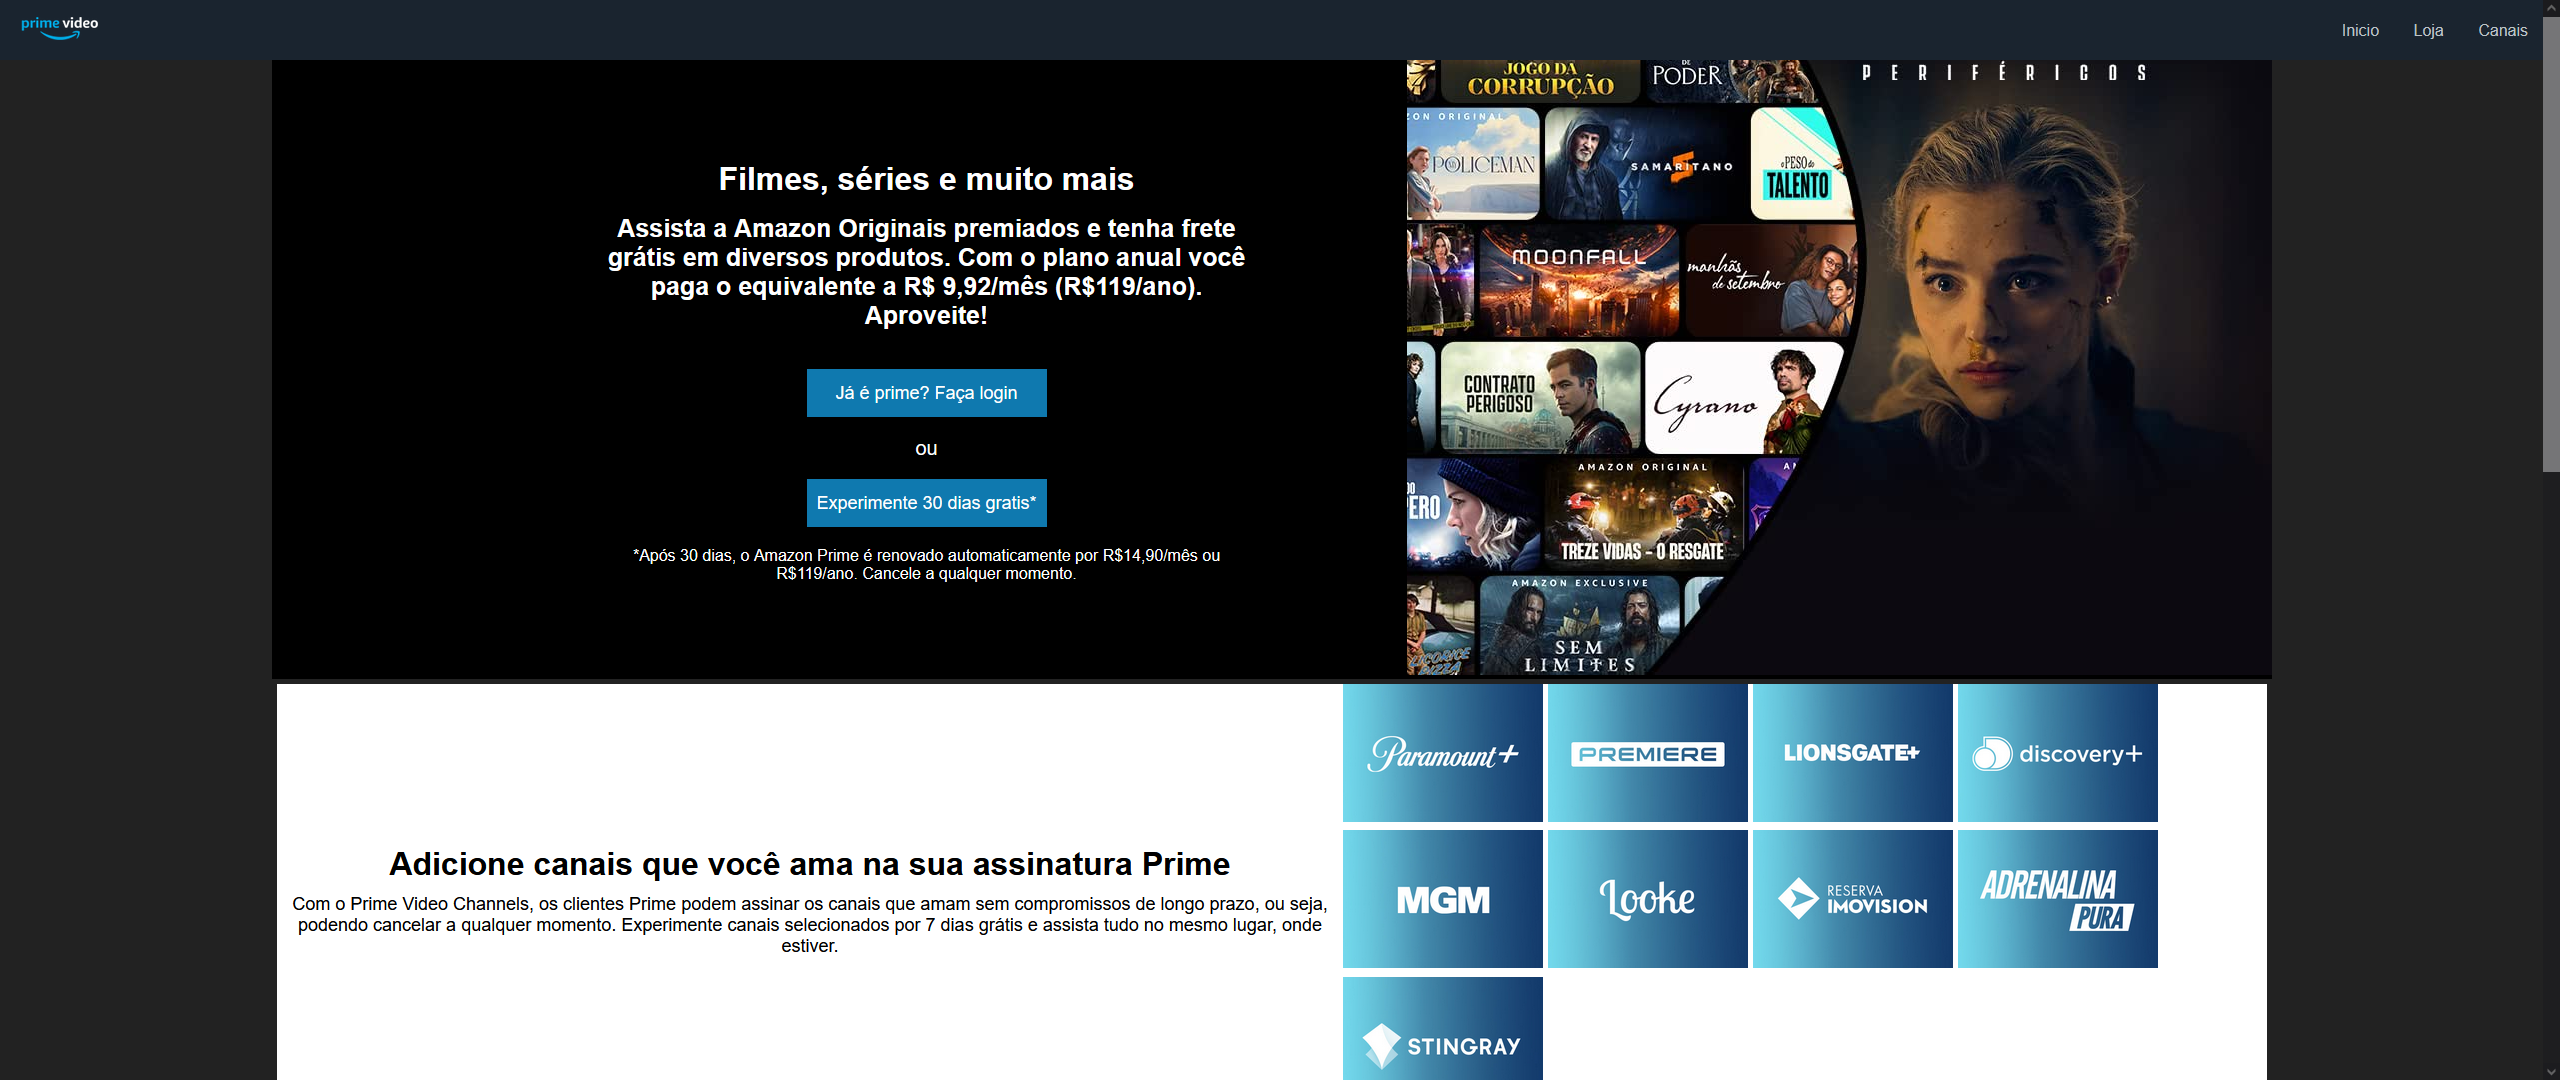 prime video
Inicio Loja Canais
Filmes, séries e muito mais
Assista a Amazon Originais premiados e tenha frete
grátis em diversos produtos. Com o plano anual você
paga o equivalente a R$ 9,92/mês (R$119/ano).
Aproveite!
Já é prime? Faça login
ou
Experimente 30 dias gratis*
*Após 30 dias, o Amazon Prime é renovado automaticamente por R$14,90/mês ou
R$119/ano. Cancele a qualquer momento.
JOGO DA
CORRUPÇÃO
DE
PODER
PERIFÉRICOS
ZON ORIGINAL
POLICEMAN
SAMARITANO
O PESO do
TALENTO
MOONFALL
manhãs
de setembro
CONTRATO
PERIGOSO
Cyrano
AMAZON ORIGINAL
TREZE VIDAS - O RESGATE
AMAZON EXCLUSIVE
SEM
LIMITES
LICORICE
PIZZA
Adicione canais que você ama na sua assinatura Prime
Com o Prime Video Channels, os clientes Prime podem assinar os canais que amam sem compromissos de longo prazo, ou seja,
podendo cancelar a qualquer momento. Experimente canais selecionados por 7 dias grátis e assista tudo no mesmo lugar, onde
estiver.
Paramount+
PREMIERE
LIONSGATE+
discovery+
MGM
Looke
RESERVA
IMOVISION
ADRENALINA
PURA
STINGRAY